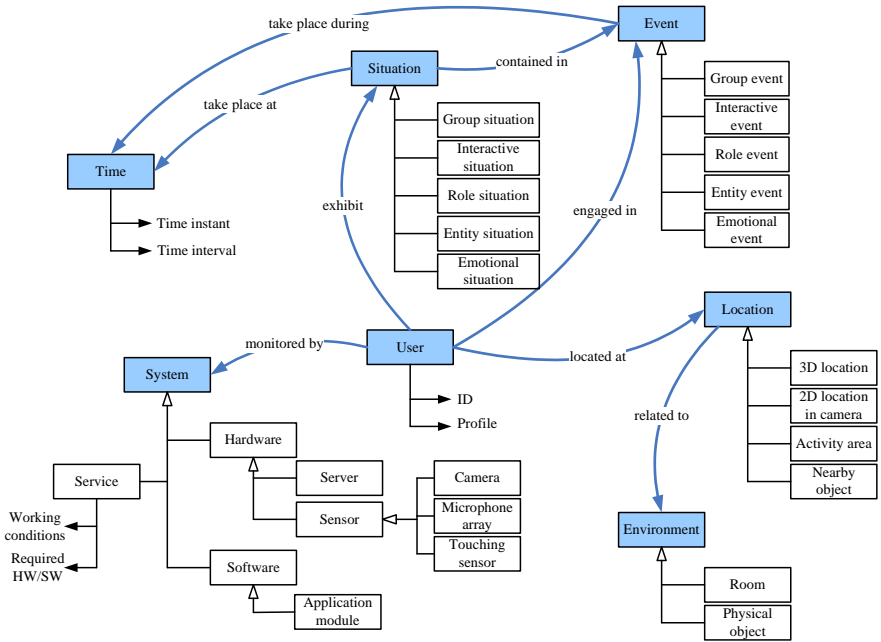 take place during
Event
Situation
contained in
Group event
take place at
Interactive
event
Group situation
Interactive
situation
Role event
Time
Role situation
Entity event
exhibit
engaged in
Time instant
Entity situation
Emotional
event
Time interval
Emotional
situation
Location
monitored by
User
located at
System
3D location
ID
2D location
in camera
related to
Profile
Hardware
Activity area
Service
Server
Camera
Nearby
object
Working
conditions
Sensor
Microphone
array
Environment
Required
HW/SW
Software
Touching
sensor
Room
Application
module
Physical
object